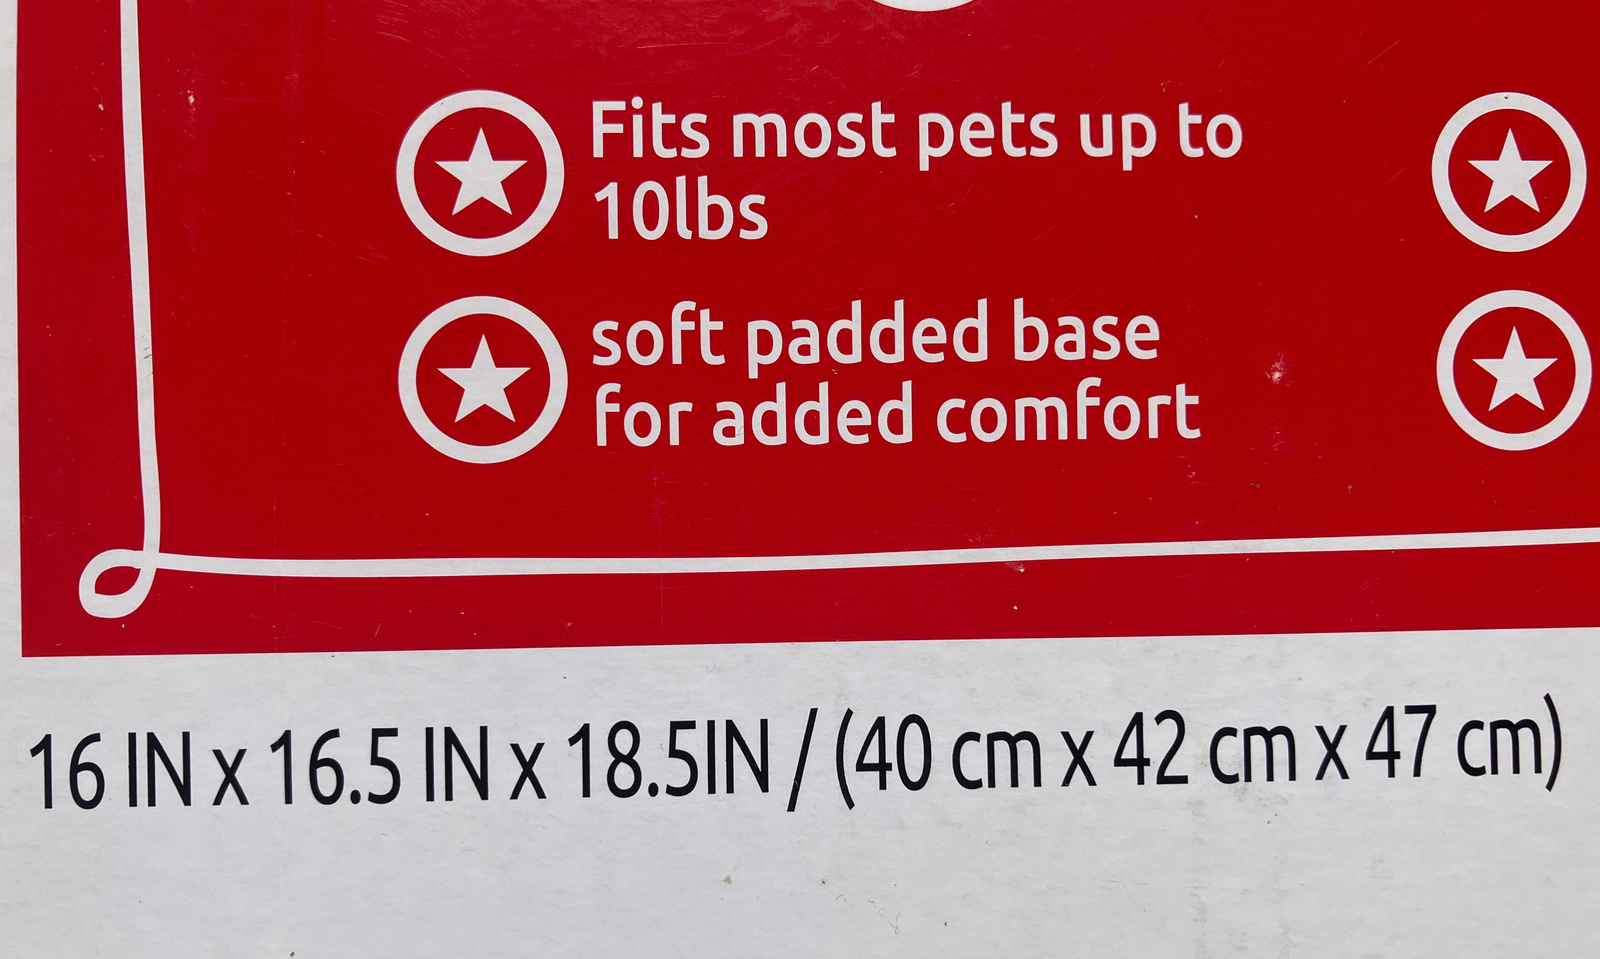 Fits most pets up to
10lbs
soft padded base
for added comfort
16 IN x 16.5 IN x 18.5IN / (40 cm x 42 cm x 47 cm)